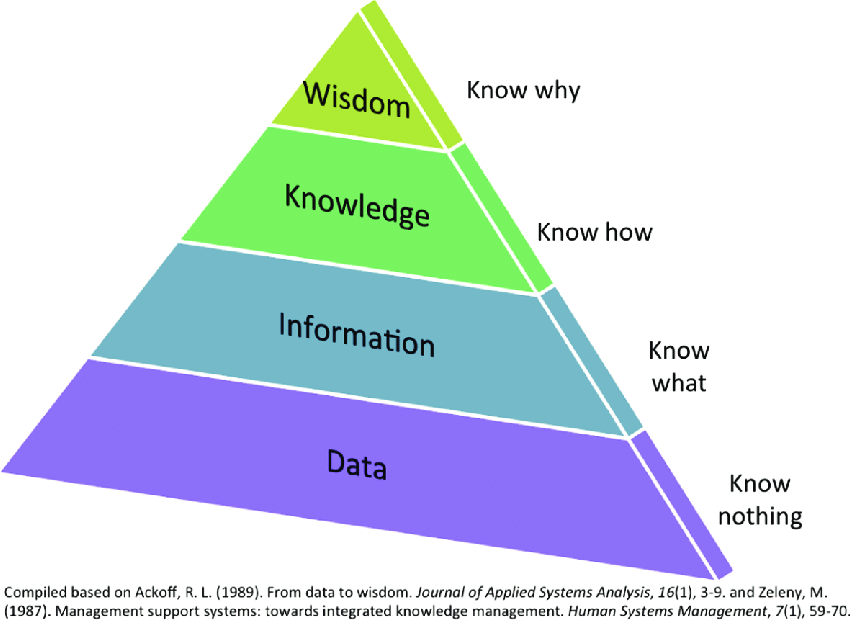 Wisdom
Know why
Knowledge
Know how
Information
Know
what
Data
Know
nothing
Compiled based on Ackoff, R. L. (1989). From data to wisdom. Journal of Applied Systems Analysis, 16(1), 3-9. and Zeleny, M.
(1987). Management support systems: towards integrated knowledge management. Human Systems Management, 7(1), 59-70.